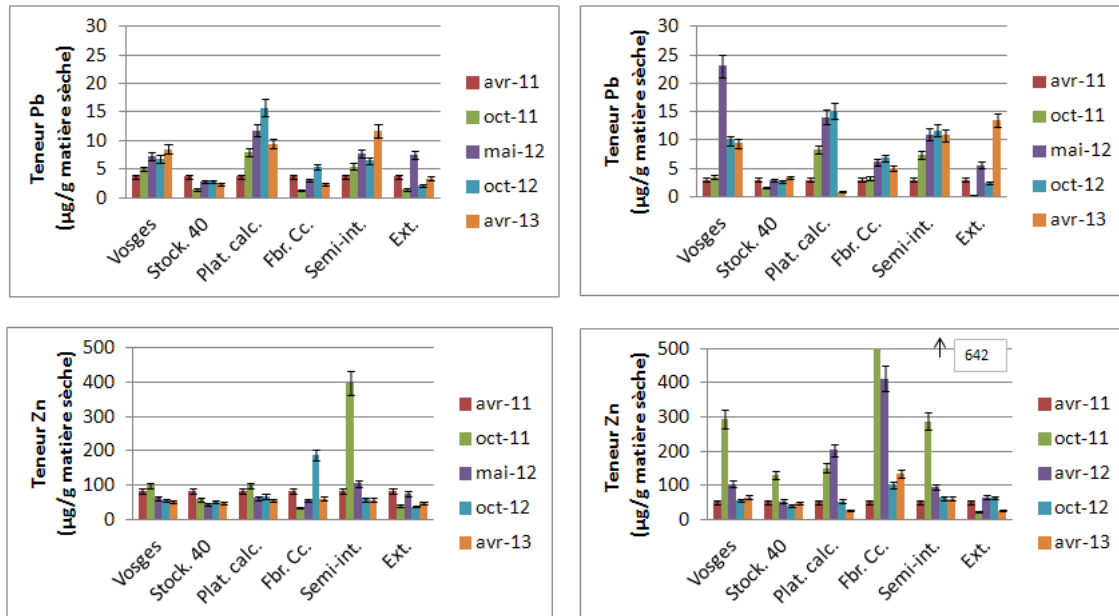 Teneur Pb
(µg/g matière sèche)
30
25
20
15
10
5
0
Vosges
Stock. 40
Plat. calc.
Fbr. Cc.
Semi-int.
Ext.
avr-11
oct-11
mai-12
oct-12
avr-13
Teneur Pb
(µg/g matière sèche)
30
25
20
15
10
5
0
Vosges
Stock. 40
Plat. calc.
Fbr. Cc.
Semi-int.
Ext.
avr-11
oct-11
mai-12
oct-12
avr-13
Teneur Zn
(µg/g matière sèche)
500
400
300
200
100
0
Vosges
Stock. 40
Plat. calc.
Fbr. Cc.
Semi-int.
Ext.
avr-11
oct-11
mai-12
oct-12
avr-13
Teneur Zn
(µg/g matière sèche)
500
400
300
200
100
0
642
Vosges
Stock. 40
Plat. calc.
Fbr. Cc.
Semi-int.
Ext.
avr-11
oct-11
avr-12
oct-12
avr-13